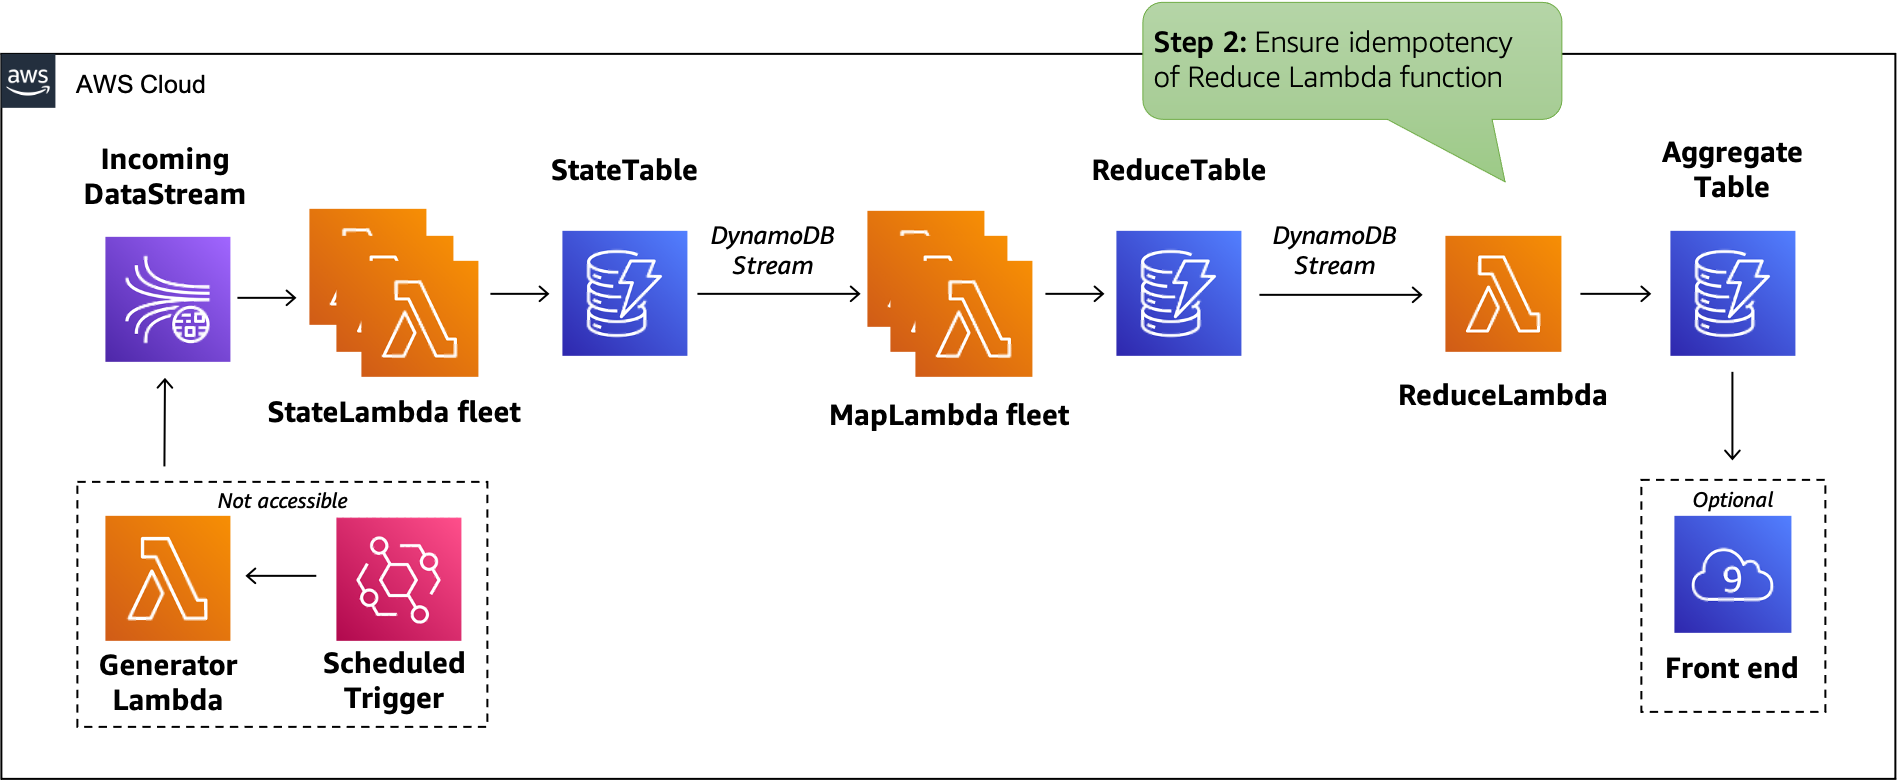 Step 2: Ensure idempotency
of Reduce Lambda function
aws
AWS Cloud
Incoming
DataStream
StateTable
ReduceTable
Aggregate
Table
DynamoDB
Stream
DynamoDB
Stream
StateLambda fleet
MapLambda fleet
ReduceLambda
Not accessible
Generator
Lambda
Scheduled
Trigger
Optional
9
Front end